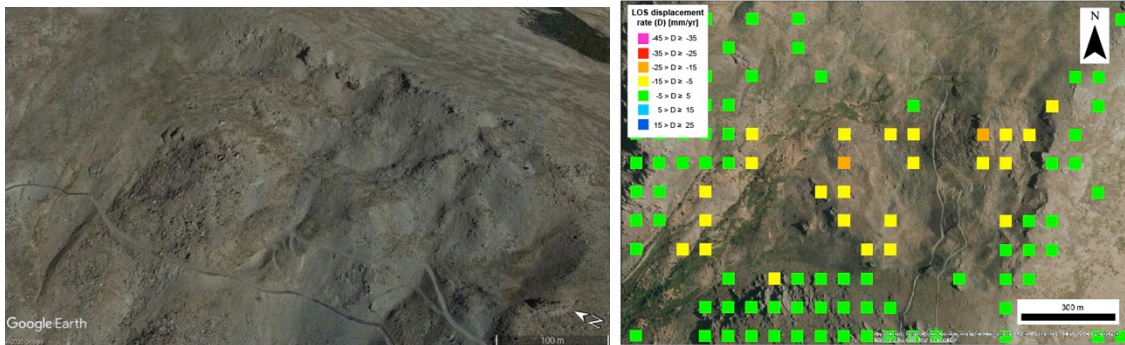 Google Earth
N
100 m
LOS displacement
rate (D) [mm/yr]
-45 > D ≥ -35
-35 > D ≥ -25
-25 > D ≥ -15
-15 > D ≥ -5
-5 > D ≥ 5
5 > D ≥ 15
15 > D ≥ 25
N
300 m